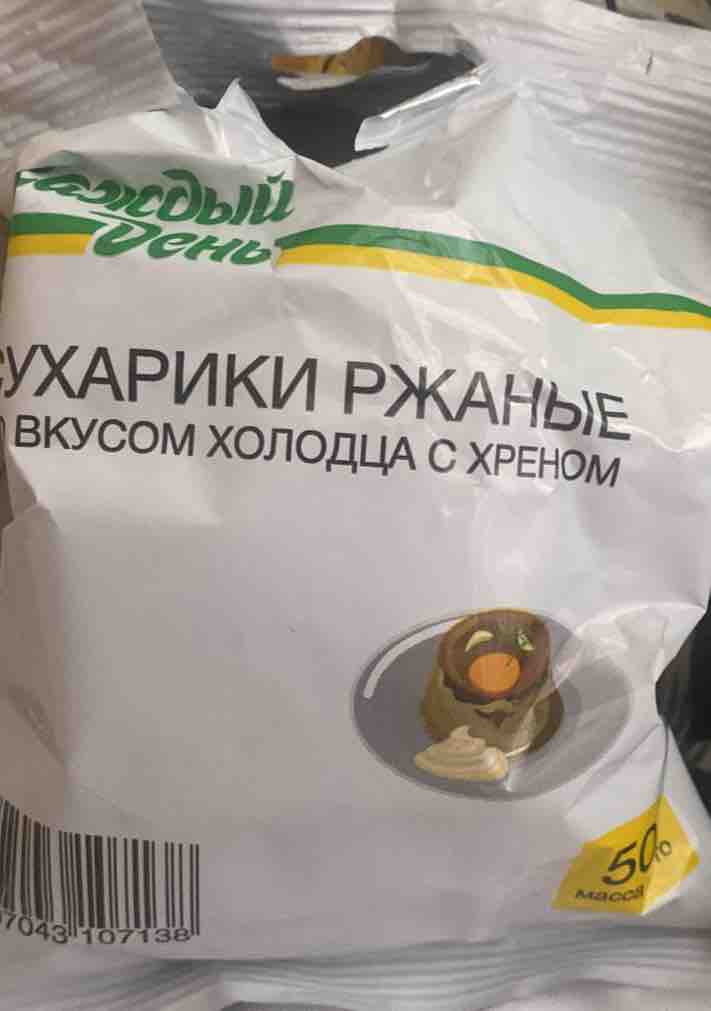 Каждый
День
СУХАРИКИ РЖАНЫЕ
ВКУСОМ ХОЛОДЦА С ХРЕНОМ
50
масса
7043 107138